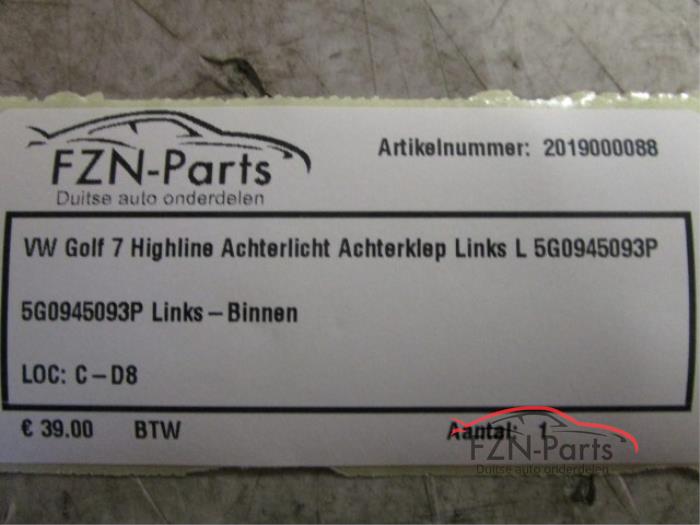 FZN-Parts
Duitse auto onderdelen
Artikelnummer: 2019000088
VW Golf 7 Highline Achterlicht Achterklep Links L 5G0945093P
5G0945093P Links – Binnen
LOC: C – D8
€ 39.00 BTW Aantal: 1
FZN-Parts
Duitse auto onderdelen